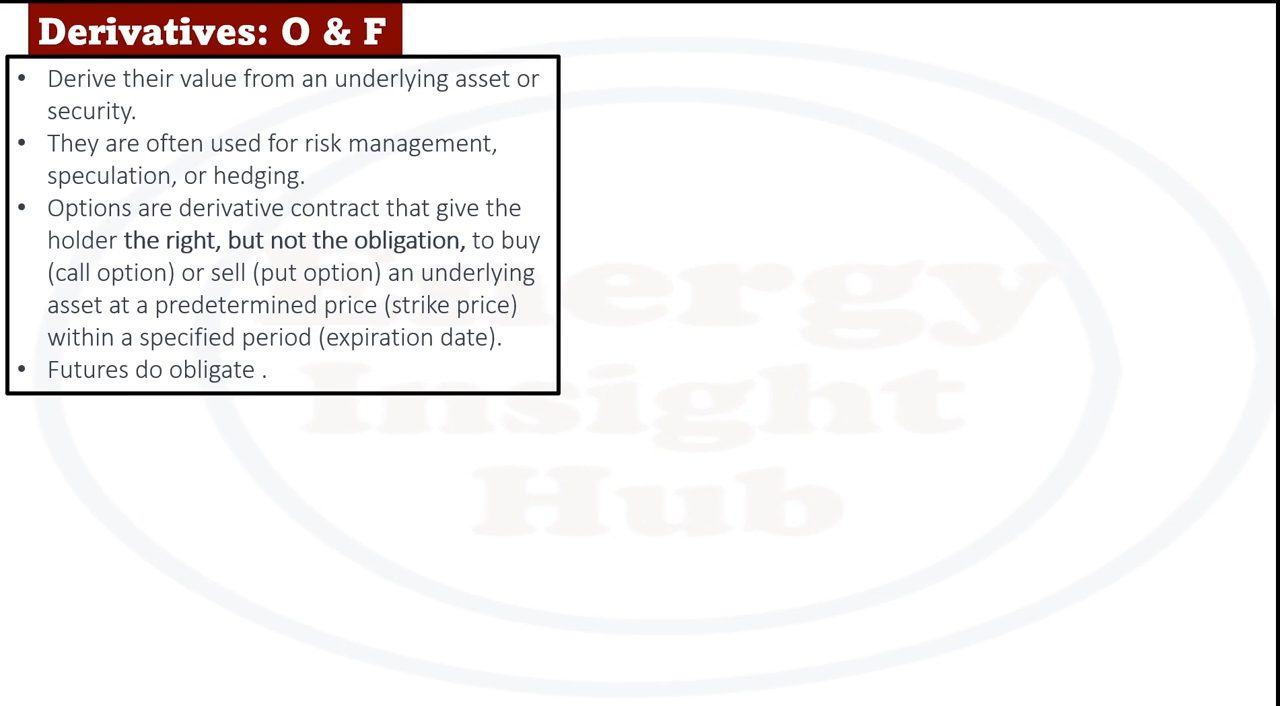 Derivatives: O & F
• Derive their value from an underlying asset or
security.
• They are often used for risk management,
speculation, or hedging.
• Options are derivative contract that give the
holder the right, but not the obligation, to buy
(call option) or sell (put option) an underlying
asset at a predetermined price (strike price)
within a specified period (expiration date).
• Futures do obligate .
Energy
Insight
Hub